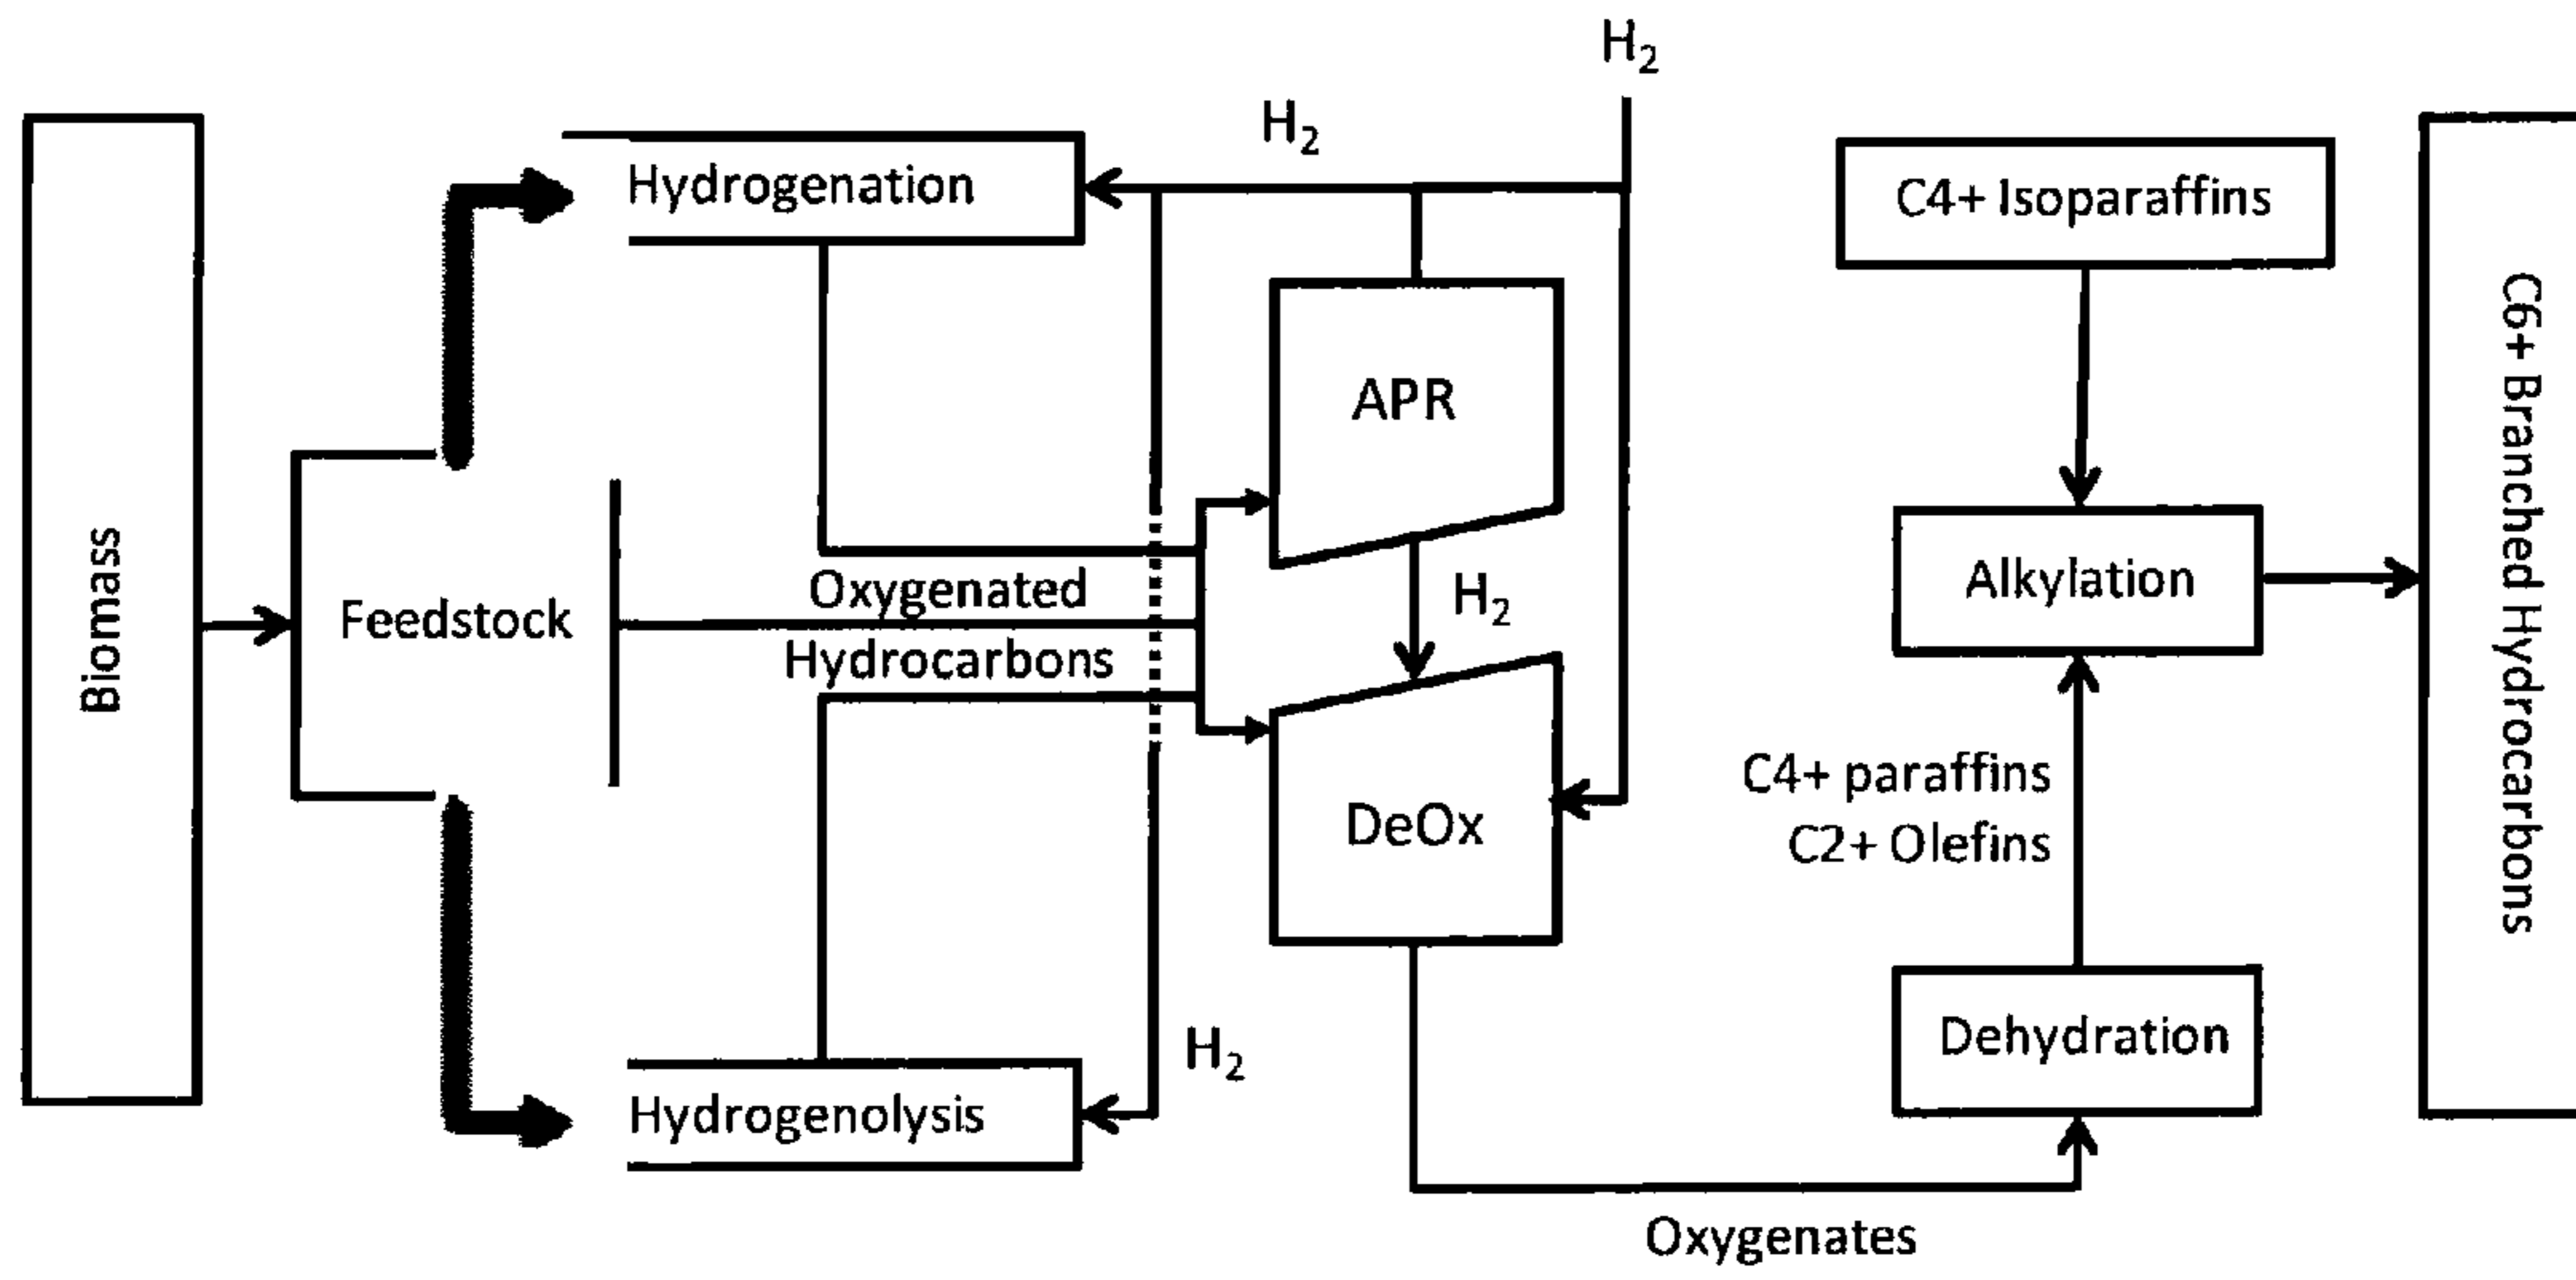 H2
H2
Hydrogenation
C4+ Isoparaffins
APR
Biomass
Feedstock
Oxygenated
Hydrocarbons
H2
Alkylation
C6+ Branched Hydrocarbons
DeOx
C4+ paraffins
C2+ Olefins
H2
Hydrogenolysis
Dehydration
Oxygenates